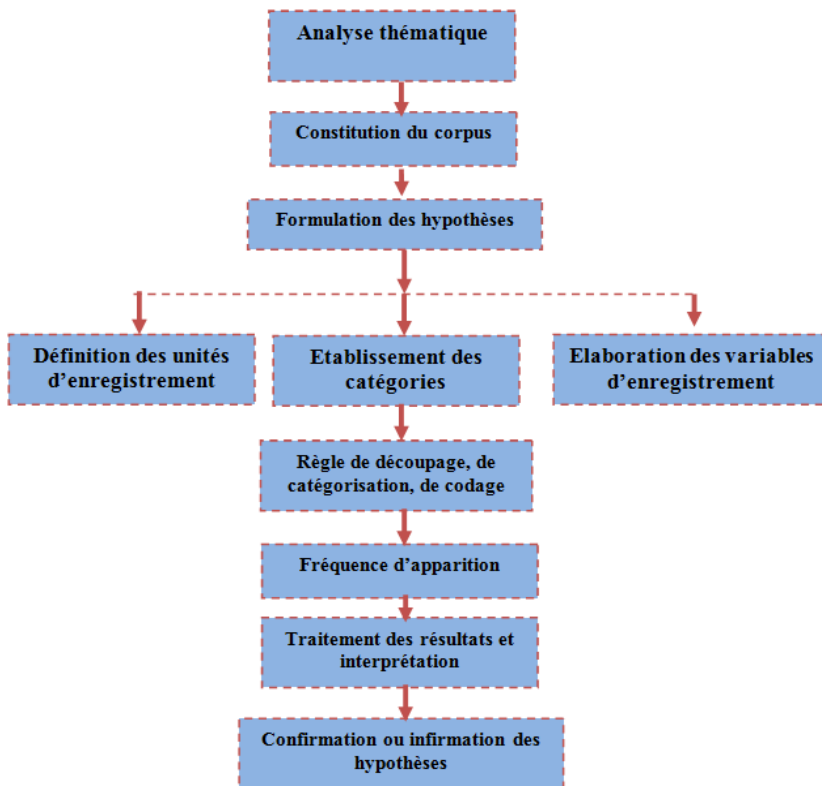 Analyse thématique
Constitution du corpus
Formulation des hypothèses
Définition des unités
d’enregistrement
Etablissement des
catégories
Elaboration des variables
d’enregistrement
Règle de découpage, de
catégorisation, de codage
Fréquence d’apparition
Traitement des résultats et
interprétation
Confirmation ou infirmation des
hypothèses